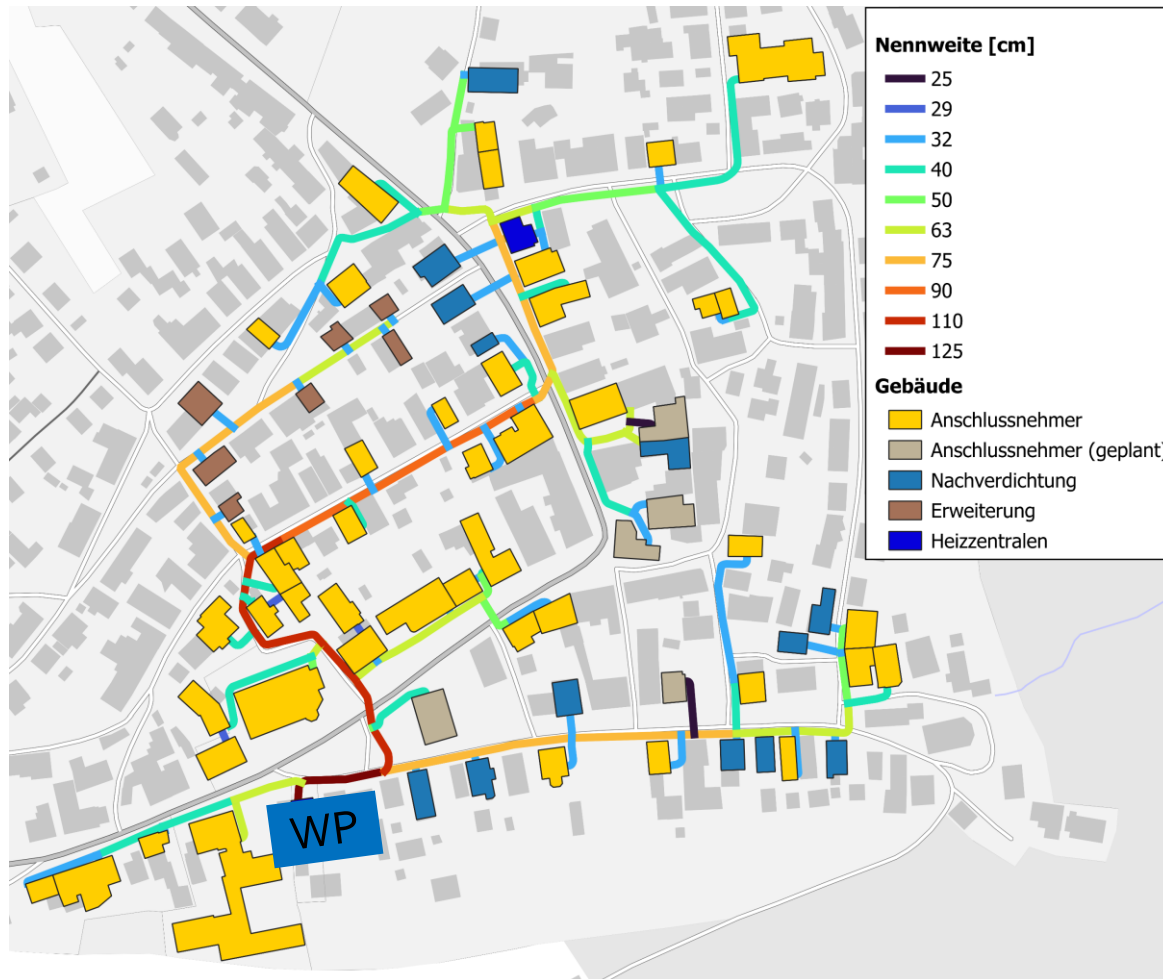 Nennweite [cm]
25
29
32
40
50
63
75
90
110
125
Gebäude
Anschlussnehmer
Anschlussnehmer (geplant)
Nachverdichtung
Erweiterung
Heizzentralen
WP